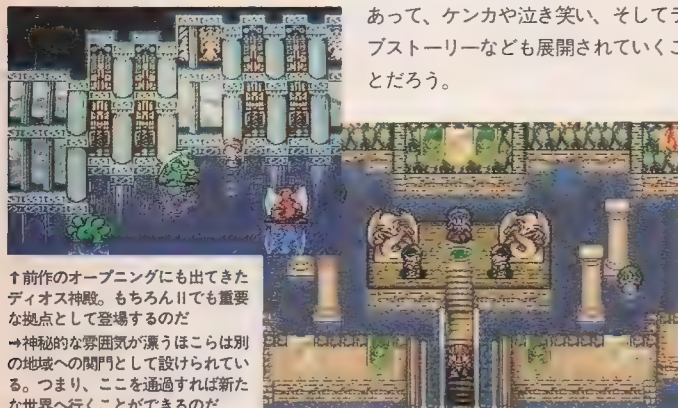 あって、ケンカや泣き笑い、そしてラ
ブストーリーなども展開されていくこ
とだろう。
↑前作のオープニングにも出てきた
ディオス神殿。もちろんⅡでも重要
な拠点として登場するのだ
→神秘的な雰囲気が漂うほこらは別
の地域への関門として設けられてい
る。つまり、ここを通過すれば新た
な世界へ行くことができるのだ